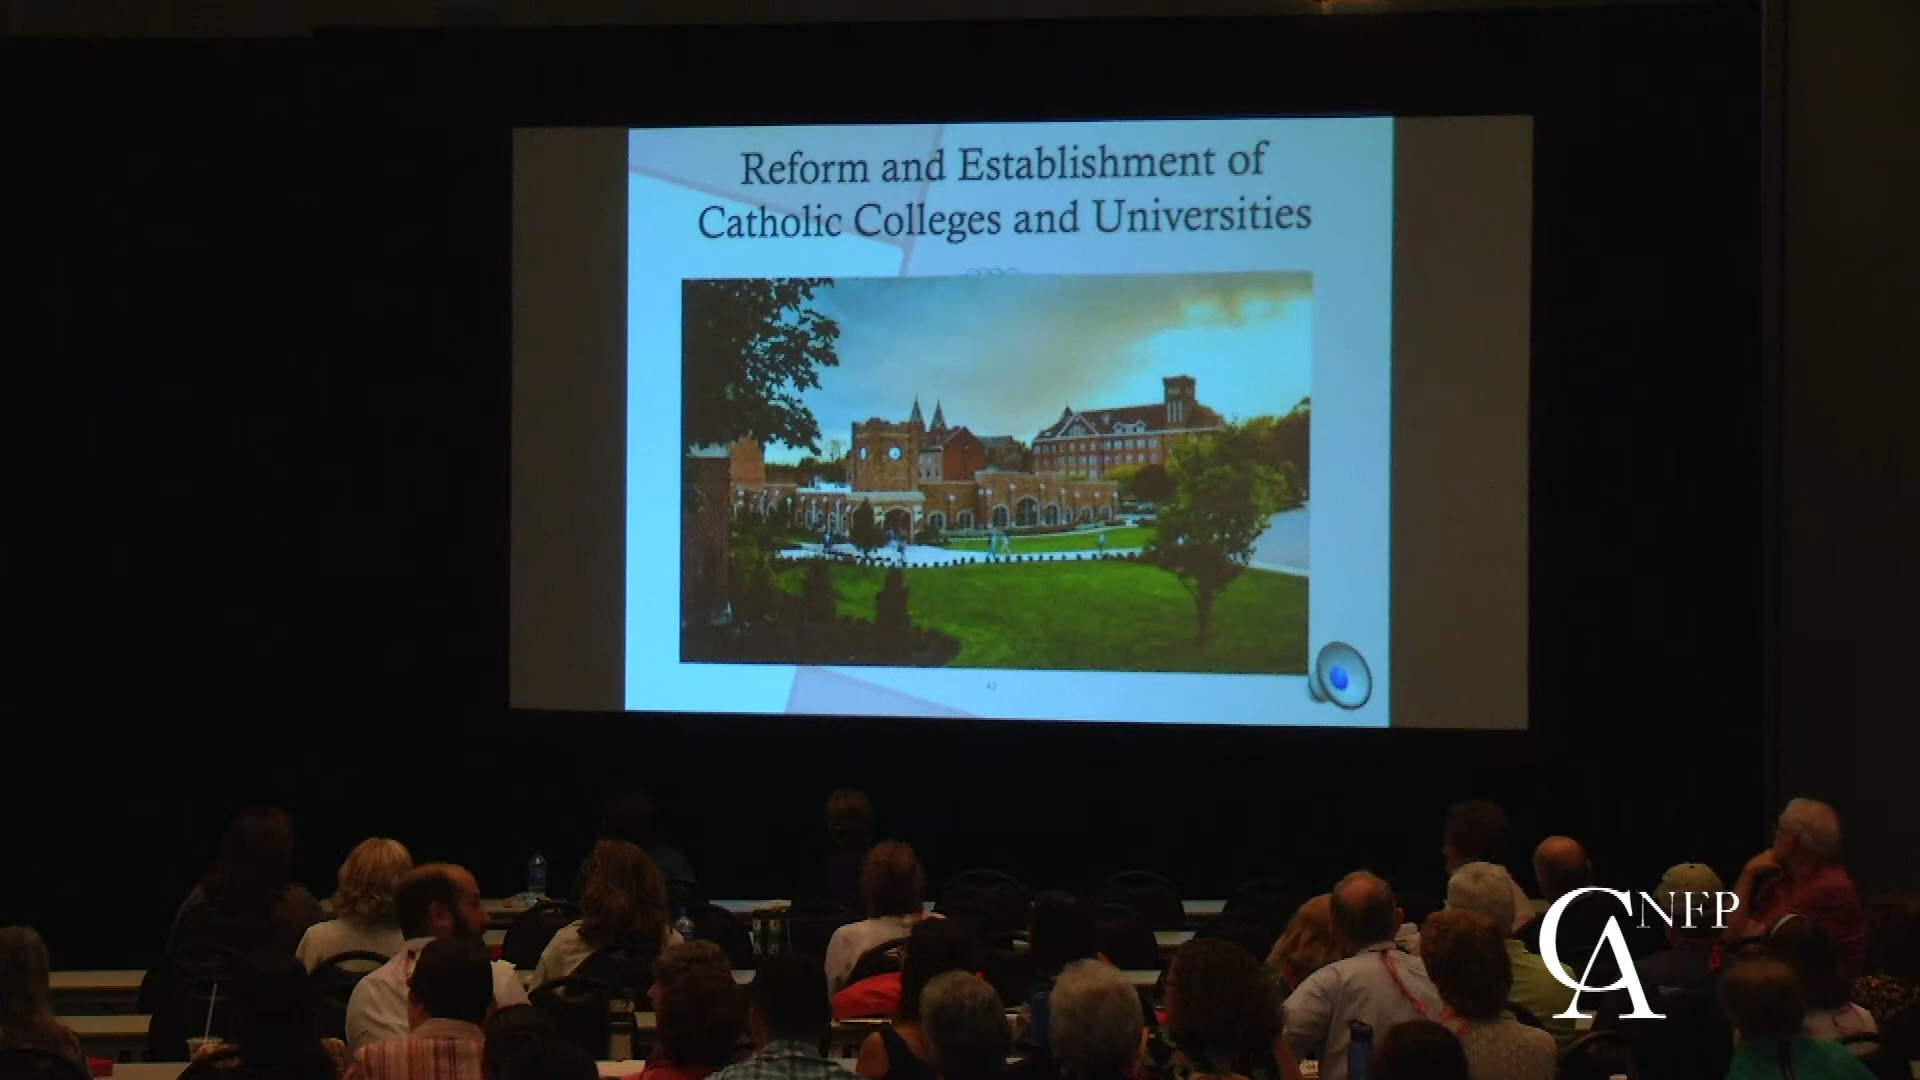 Reform and Establishment of
Catholic Colleges and Universities
CA NFP